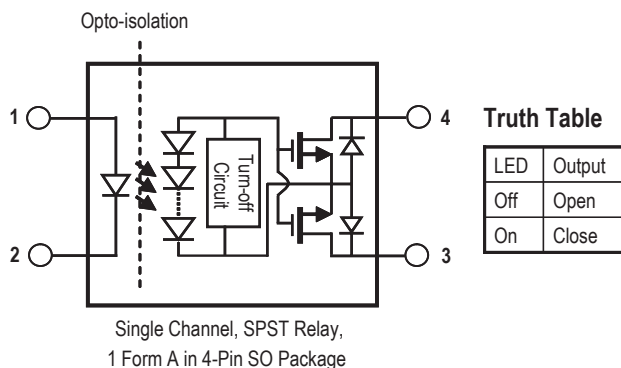 Opto-isolation
1
2
Turn-off
Circuit
4
3
Truth Table
LED Output
Off Open
On Close
Single Channel, SPST Relay,
1 Form A in 4-Pin SO Package